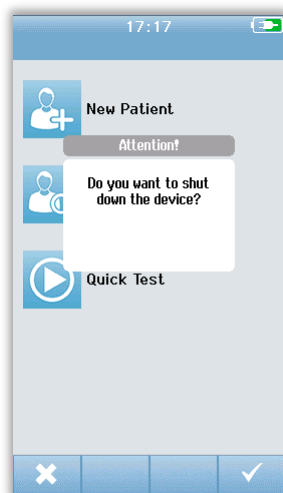 17:17
New Patient
Attention!
Do you want to shut
down the device?
Quick Test